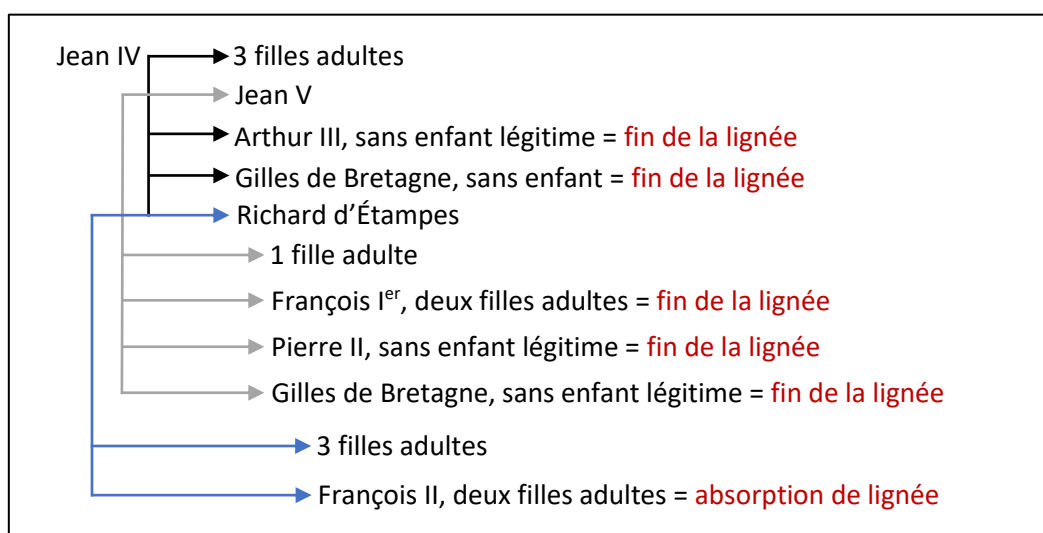 Jean IV 3 filles adultes
Jean V
Arthur III, sans enfant légitime = fin de la lignée
Gilles de Bretagne, sans enfant = fin de la lignée
Richard d’Étampes
1 fille adulte
François Ier, deux filles adultes = fin de la lignée
Pierre II, sans enfant légitime = fin de la lignée
Gilles de Bretagne, sans enfant légitime = fin de la lignée
3 filles adultes
François II, deux filles adultes = absorption de lignée